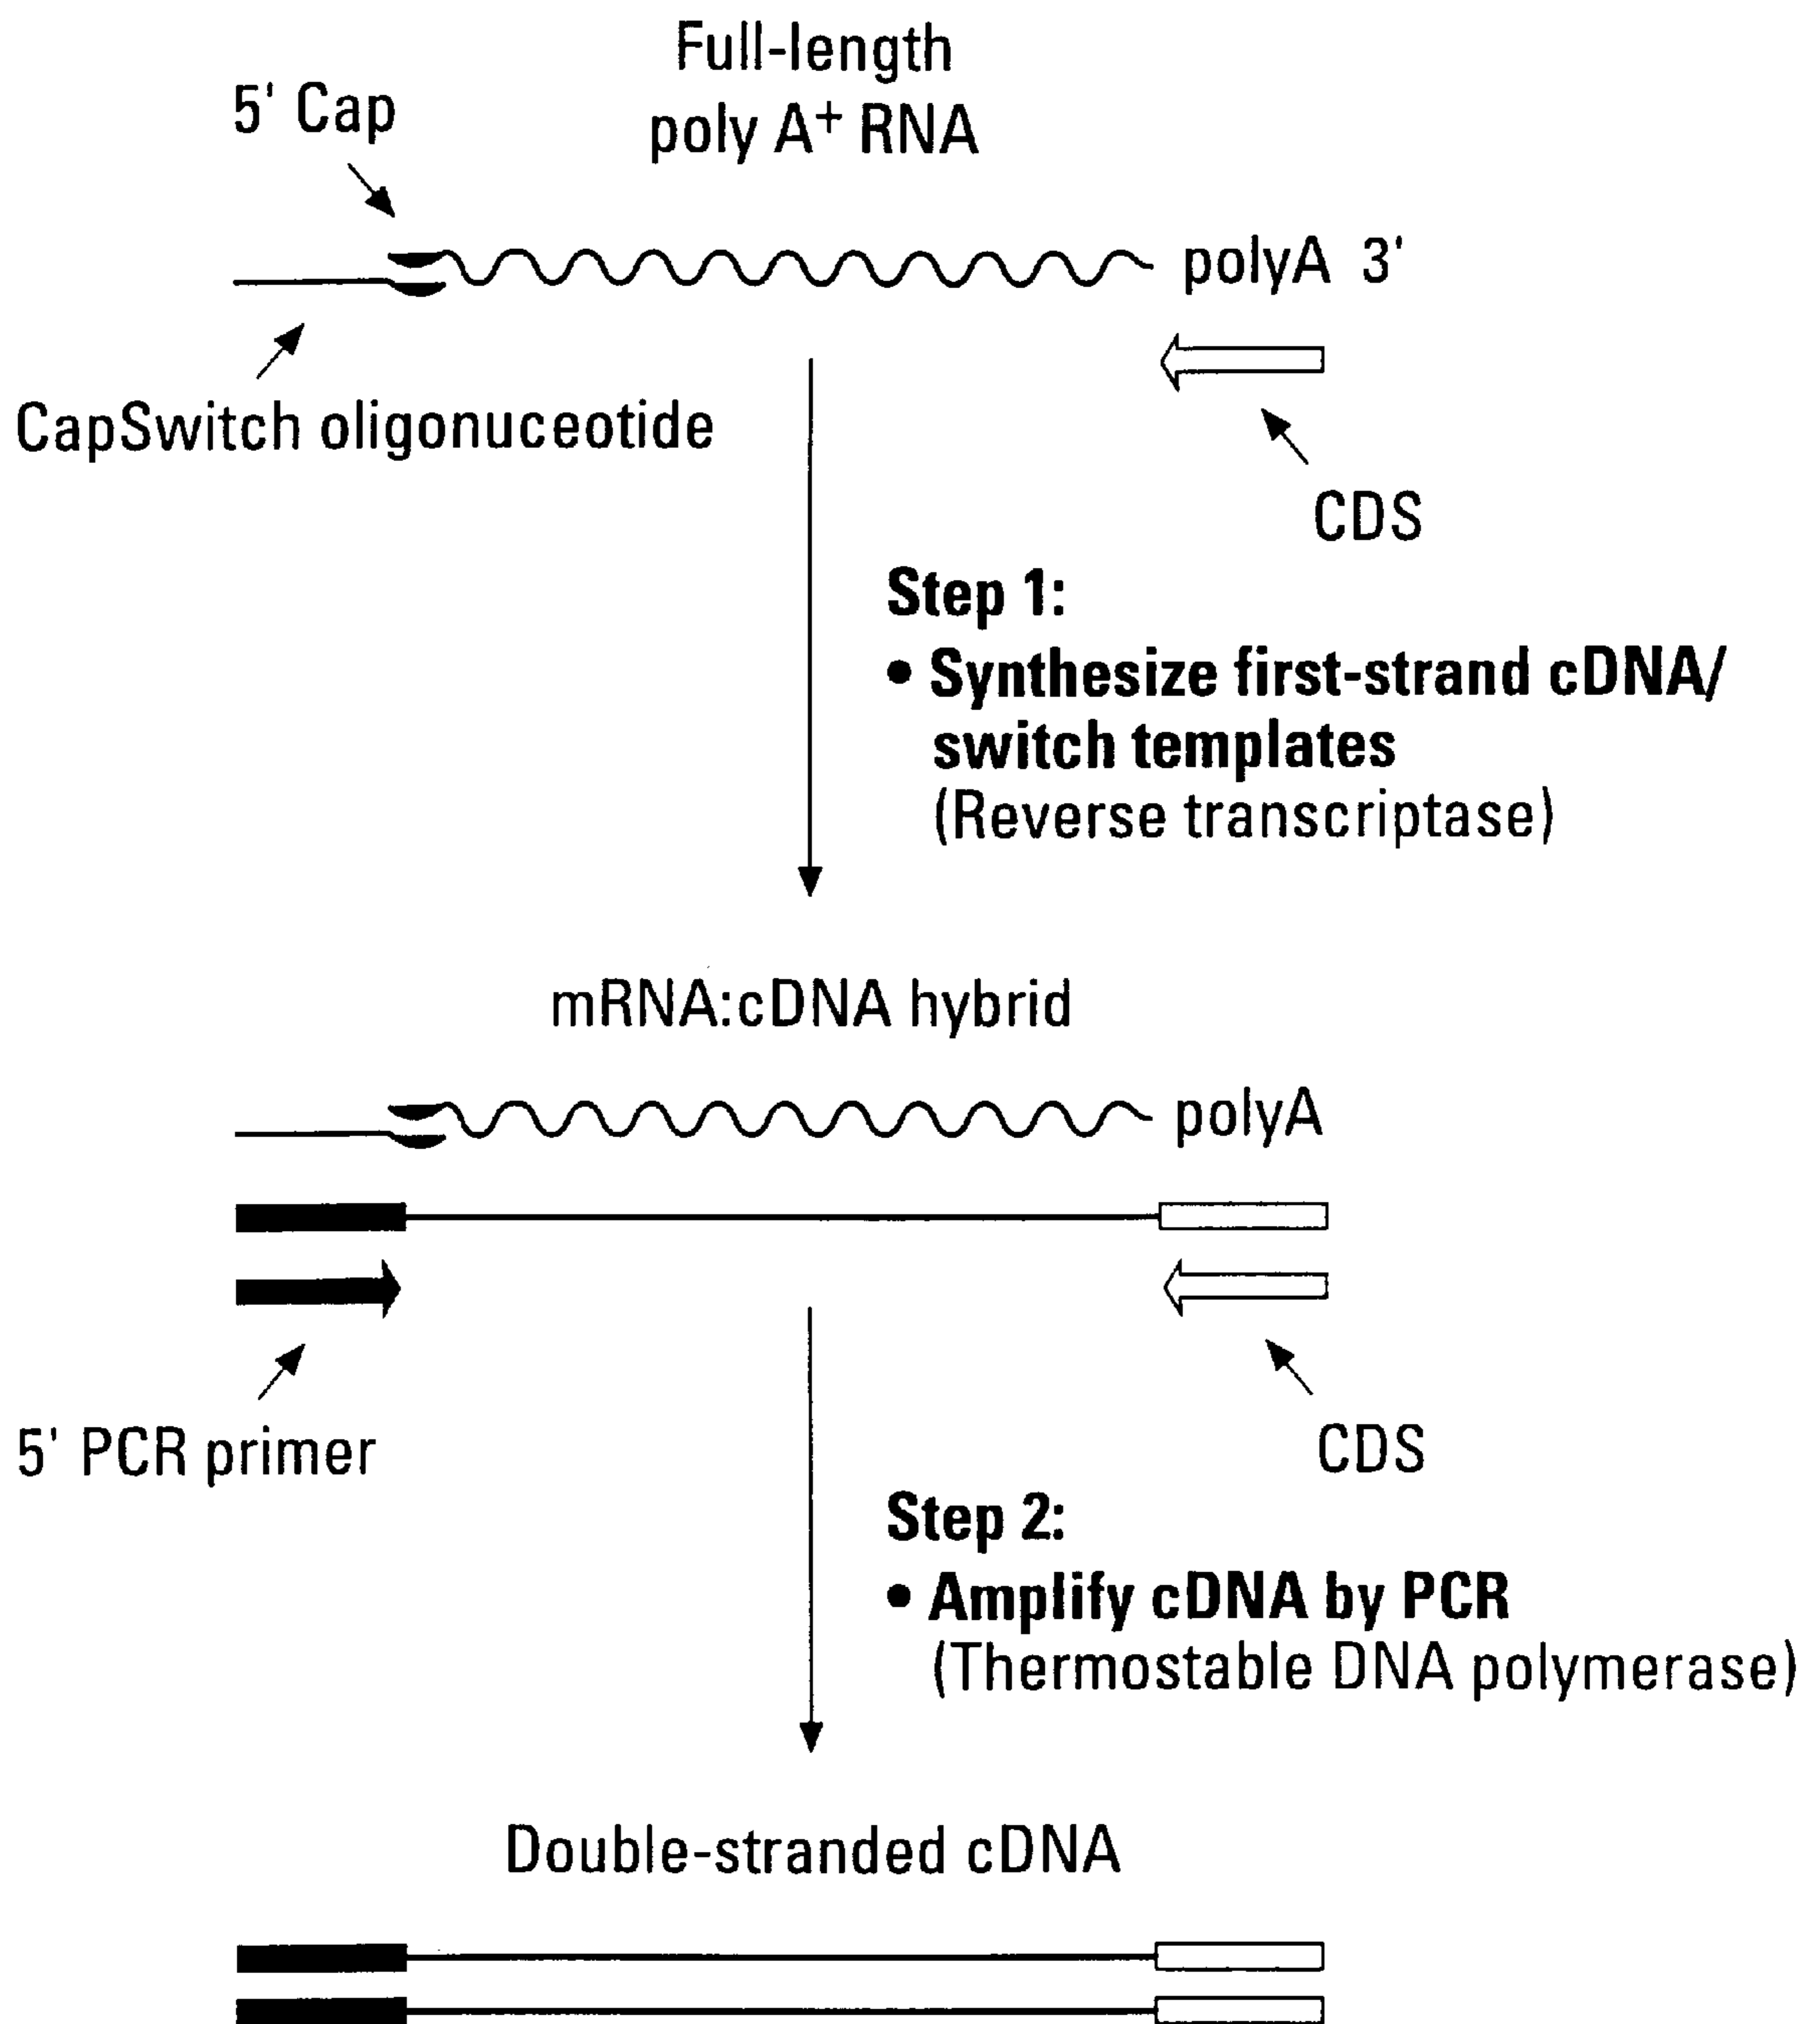 Full-length
poly A+ RNA
5' Cap
polyA 3'
CapSwitch oligonuceotide
CDS
Step 1:
• Synthesize first-strand cDNA/
switch templates
(Reverse transcriptase)
mRNA:cDNA hybrid
polyA
5' PCR primer
CDS
Step 2:
• Amplify cDNA by PCR
(Thermostable DNA polymerase)
Double-stranded cDNA